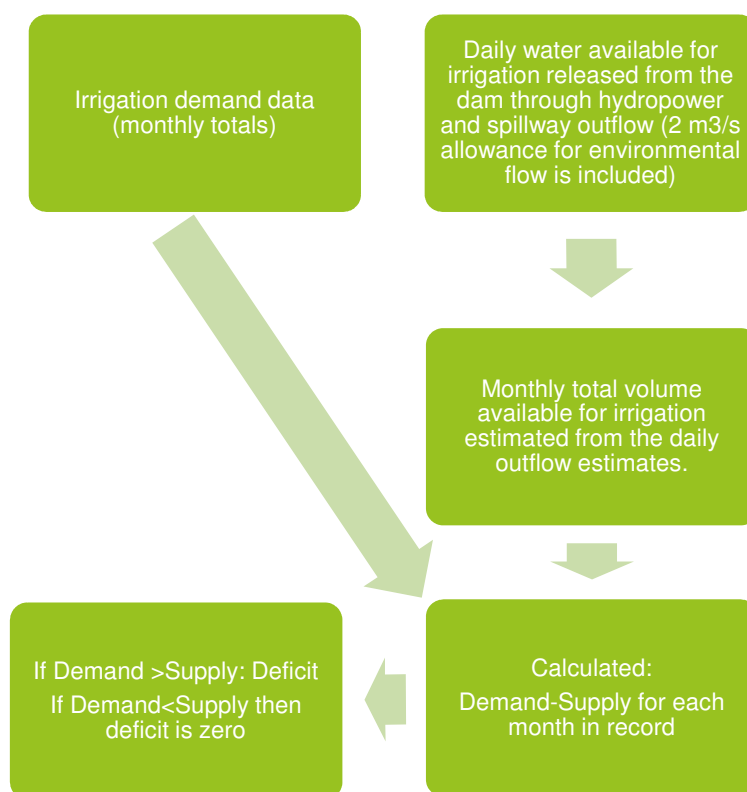 Irrigation demand data
(monthly totals)
Daily water available for
irrigation released from the
dam through hydropower
and spillway outflow (2 m3/s
allowance for environmental
flow is included)
Monthly total volume
available for irrigation
estimated from the daily
outflow estimates.
Calculated:
Demand-Supply for each
month in record
If Demand >Supply: Deficit
If Demand<Supply then
deficit is zero